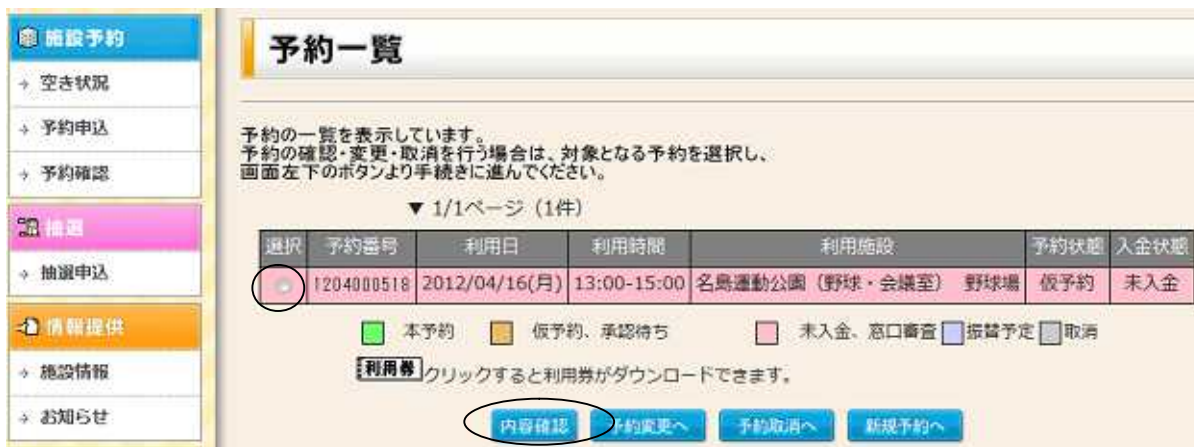 施設予約
→ 空き状況
→ 予約申込
→ 予約確認
抽選
→ 抽選申込
情報提供
→ 施設情報
→ お知らせ
予約一覧
予約の一覧を表示しています。
予約の確認・変更・取消を行う場合は、対象となる予約を選択し、
画面左下のボタンより手続きに進んでください。
▼ 1/1ページ (1件)
選択 予約番号 利用日 利用時間 利用施設 予約状態 入金状態
1204000518 2012/04/16(月) 13:00-15:00 名島運動公園（野球・会議室） 野球場 仮予約 未入金
本予約 仮予約、承認待ち 未入金、窓口審査 振替予定 取消
利用券 クリックすると利用券がダウンロードできます。
内容確認 予約変更へ 予約取消へ 新規予約へ